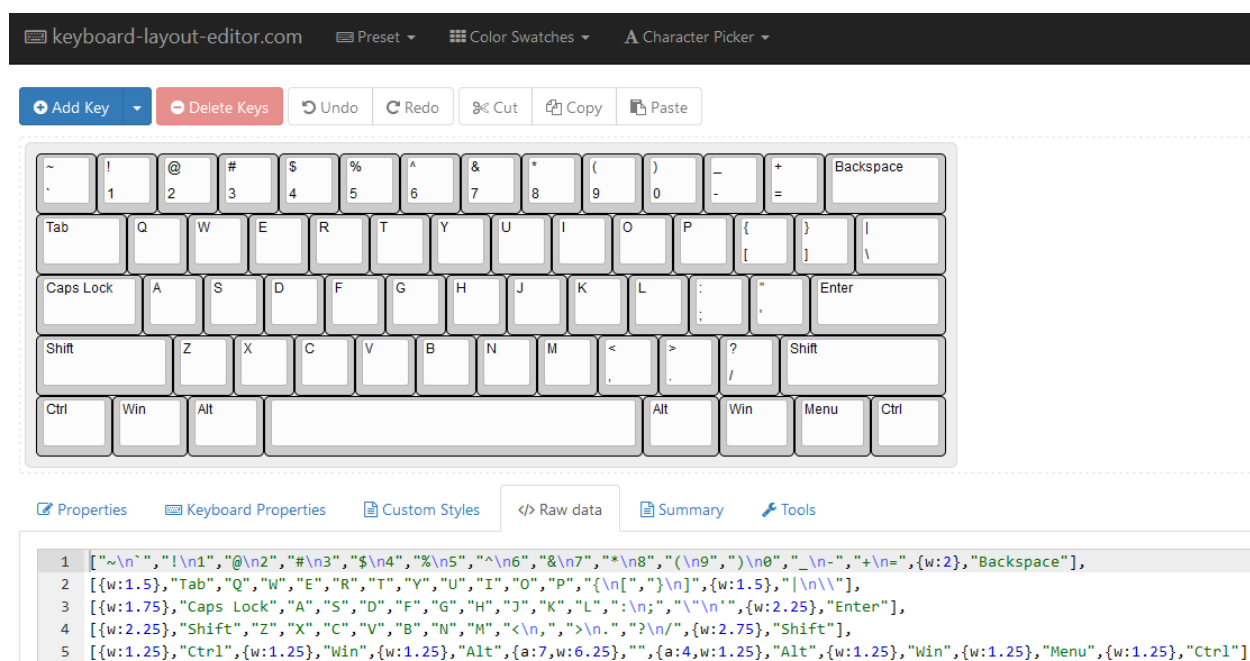 keyboard-layout-editor.com Preset Color Swatches A Character Picker
Add Key Delete Keys Undo Redo Cut Copy Paste
~ ! @ # $ % ^ & * ( ) _ + Backspace
` 1 2 3 4 5 6 7 8 9 0 - =
Tab Q W E R T Y U I O P { } |
[ ] \
Caps Lock A S D F G H J K L : " Enter
; '
Shift Z X C V B N M < > ? Shift
, . /
Ctrl Win Alt Alt Win Menu Ctrl
Properties Keyboard Properties Custom Styles </> Raw data Summary Tools
1 ["~\n`","!\n1","@\n2","#\n3","$\n4","%\n5","^\n6","&\n7","*\n8","(\n9",")\n0","_\n-","+\n=",{w:2},"Backspace"],
2 [{w:1.5},"Tab","Q","W","E","R","T","Y","U","I","O","P","{\n[","}\n]",{w:1.5},"|\n\\"],
3 [{w:1.75},"Caps Lock","A","S","D","F","G","H","J","K","L",":\n;","\"\n'",{w:2.25},"Enter"],
4 [{w:2.25},"Shift","Z","X","C","V","B","N","M","<\n,",">\n.","?\n/",{w:2.75},"Shift"],
5 [{w:1.25},"Ctrl",{w:1.25},"Win",{w:1.25},"Alt",{a:7,w:6.25},"",{a:4,w:1.25},"Alt",{w:1.25},"Win",{w:1.25},"Menu",{w:1.25},"Ctrl"]